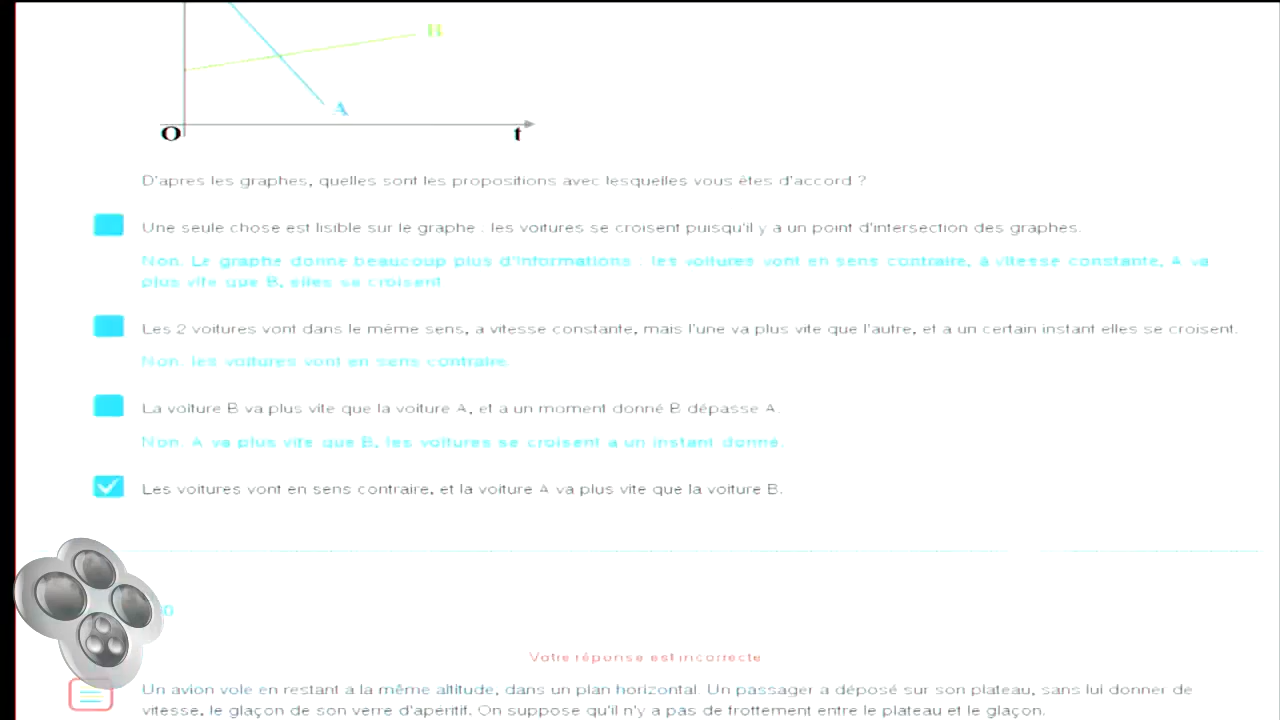 B
A
O
t
D'apres les graphes, quelles sont les propositions avec lesquelles vous êtes d'accord ?
Une seule chose est lisible sur le graphe : les voitures se croisent puisqu'il y a un point d'intersection des graphes.
Non. Le graphe donne beaucoup plus d'informations : les voitures vont en sens contraire, à vitesse constante, A va
plus vite que B, elles se croisent.
Les 2 voitures vont dans le même sens, a vitesse constante, mais l'une va plus vite que l'autre, et a un certain instant elles se croisent.
Non. les voitures vont en sens contraire.
La voiture B va plus vite que la voiture A, et a un moment donné B dépasse A.
Non. A va plus vite que B, les voitures se croisent a un instant donné.
Les voitures vont en sens contraire, et la voiture A va plus vite que la voiture B.
Votre réponse est incorrecte
Un avion vole en restant a la même altitude, dans un plan horizontal. Un passager a déposé sur son plateau, sans lui donner de
vitesse, le glaçon de son verre d'apéritif. On suppose qu'il n'y a pas de frottement entre le plateau et le glaçon.